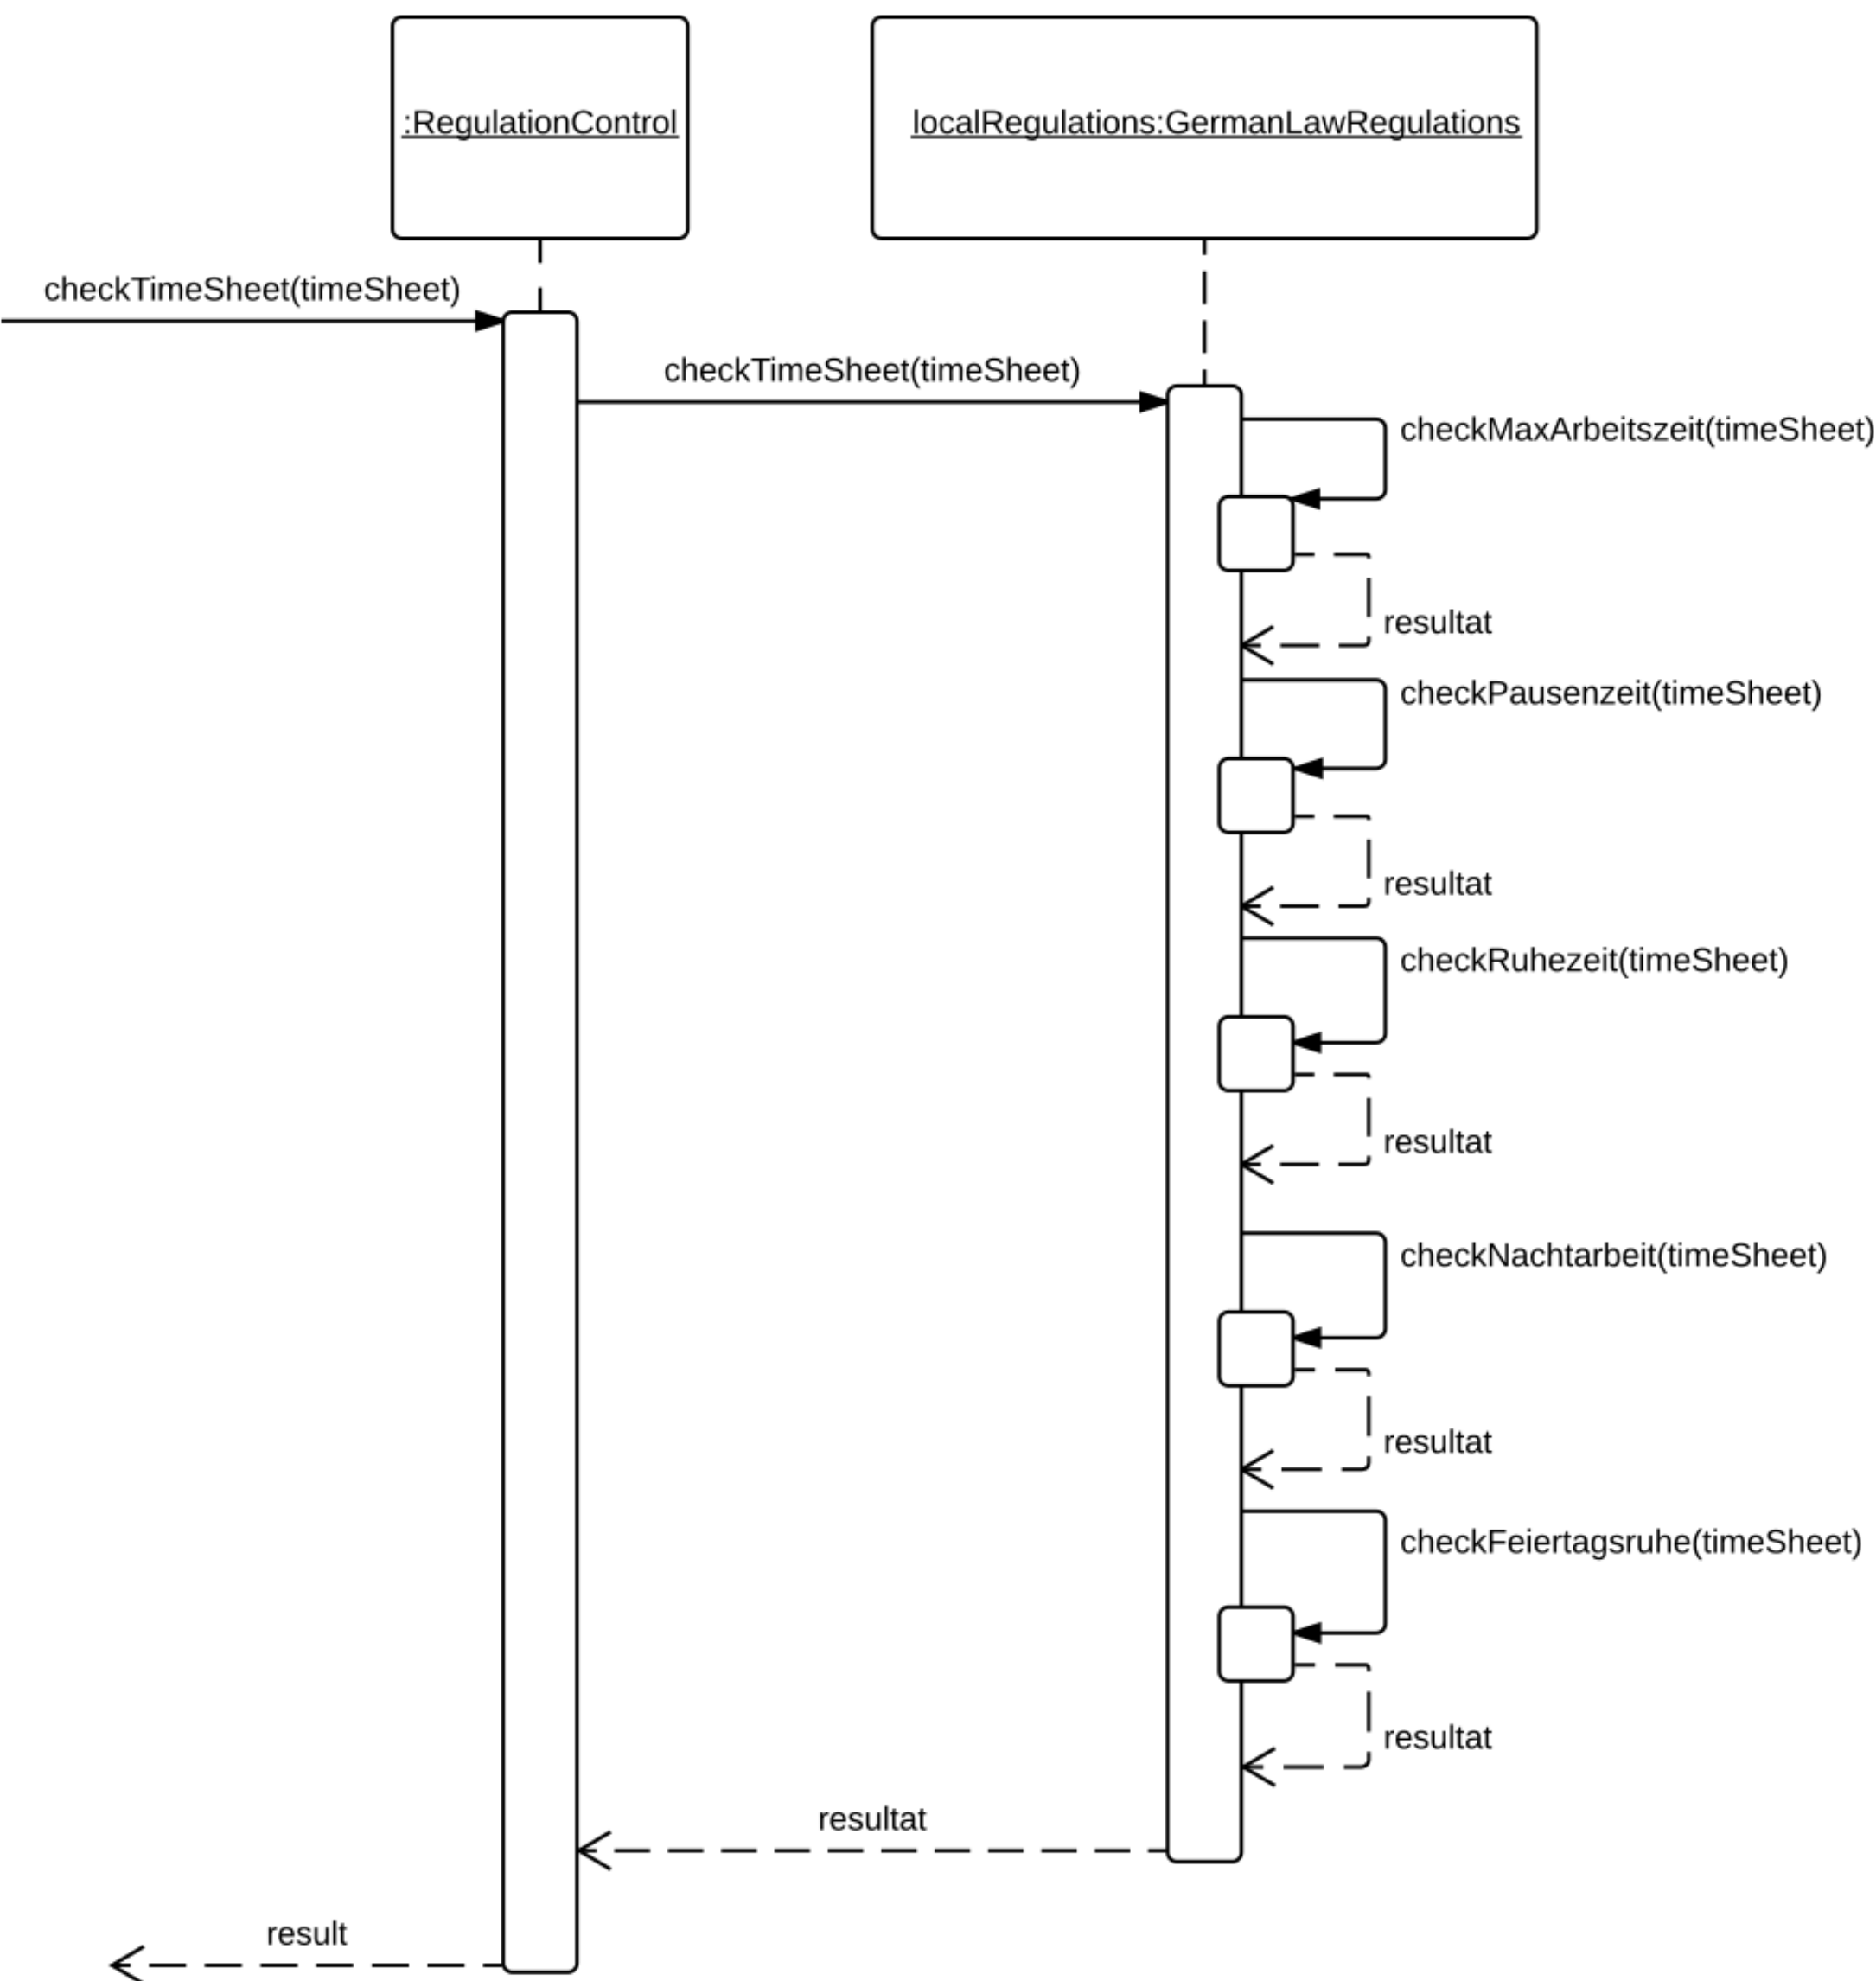 :RegulationControl
localRegulations:GermanLawRegulations
checkTimeSheet(timeSheet)
checkTimeSheet(timeSheet)
checkMaxArbeitszeit(timeSheet)
resultat
checkPausenzeit(timeSheet)
resultat
checkRuhezeit(timeSheet)
resultat
checkNachtarbeit(timeSheet)
resultat
checkFeiertagsruhe(timeSheet)
resultat
resultat
result